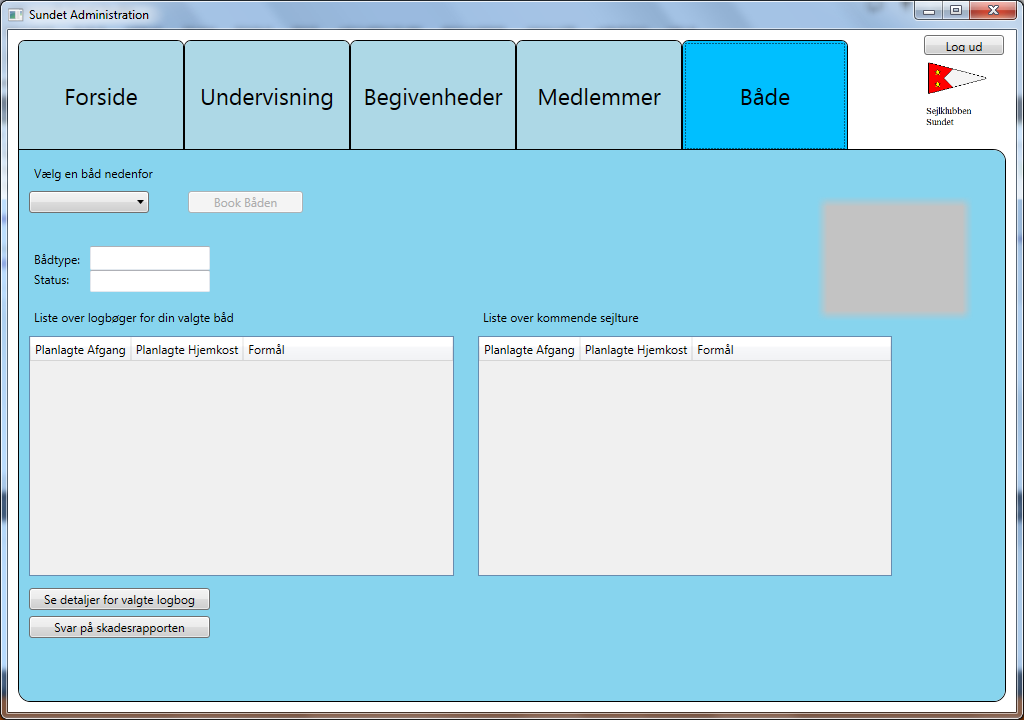 Sundet Administration
Log ud
Forside
Undervisning
Begivenheder
Medlemmer
Både
Sejlklubben
Sundet
Vælg en båd nedenfor
Book Båden
Bådtype:
Status:
Liste over logbøger for din valgte båd
Liste over kommende sejlture
Planlagte Afgang Planlagte Hjemkost Formål
Planlagte Afgang Planlagte Hjemkost Formål
Se detaljer for valgte logbog
Svar på skadesrapporten